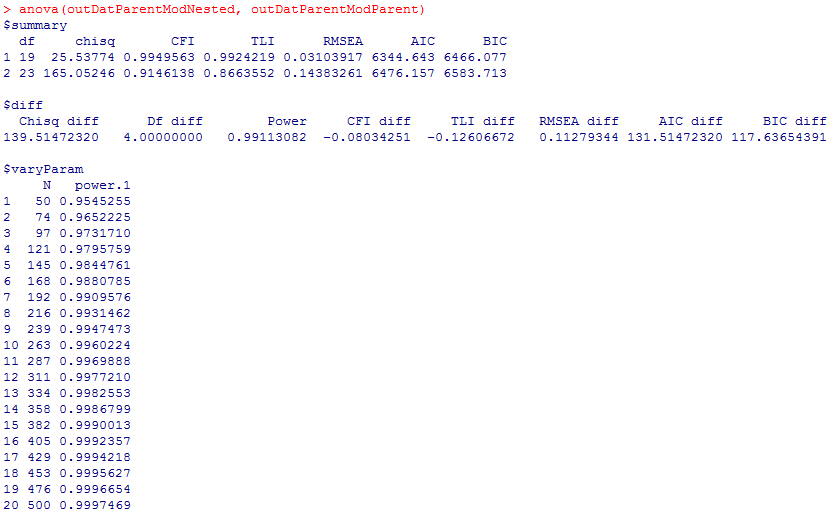 > anova(outDatParentModNested, outDatParentModParent)
$summary
df chisq CFI TLI RMSEA AIC BIC
1 19 25.53774 0.9949563 0.9924219 0.03103917 6344.643 6466.077
2 23 165.05246 0.9146138 0.8663552 0.14383261 6476.157 6583.713
$diff
Chisq diff Df diff Power CFI diff TLI diff RMSEA diff AIC diff BIC diff
139.51472320 4.00000000 0.99113082 -0.08034251 -0.12606672 0.11279344 131.51472320 117.63654391
$varyParam
N power.1
1 50 0.9545255
2 74 0.9652225
3 97 0.9731710
4 121 0.9795759
5 145 0.9844761
6 168 0.9880785
7 192 0.9909576
8 216 0.9931462
9 239 0.9947473
10 263 0.9960224
11 287 0.9969888
12 311 0.9977210
13 334 0.9982553
14 358 0.9986799
15 382 0.9990013
16 405 0.9992357
17 429 0.9994218
18 453 0.9995627
19 476 0.9996654
20 500 0.9997469